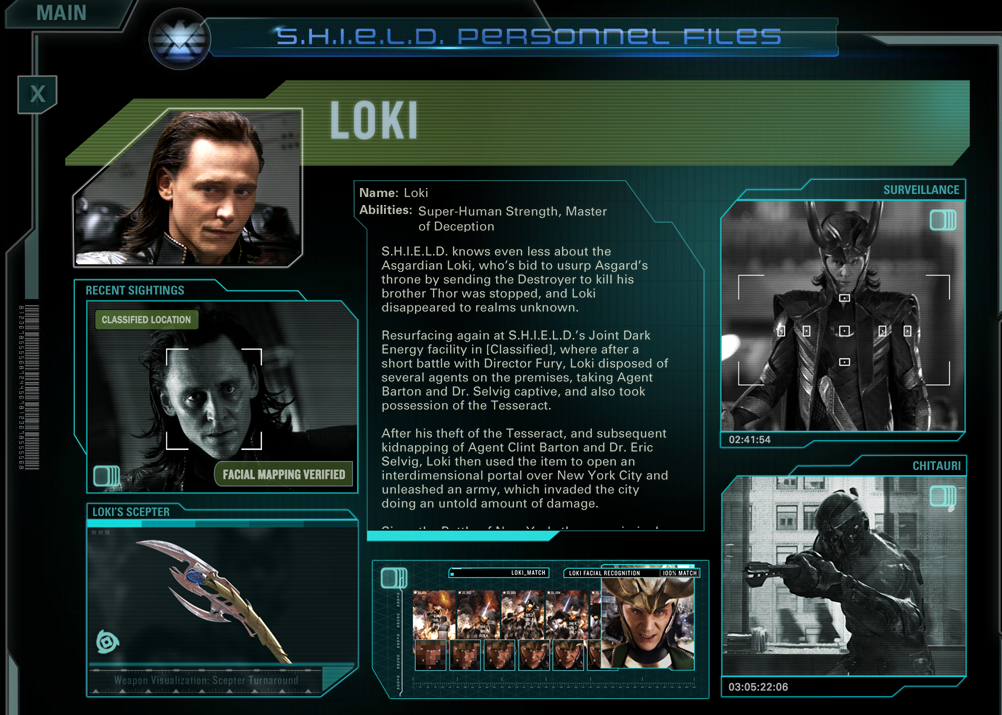 MAIN
S.H.I.E.L.D. PERSONNEL FILES
X
LOKI
Name: Loki
Abilities: Super-Human Strength, Master
of Deception
S.H.I.E.L.D. knows even less about the
Asgardian Loki, who's bid to usurp Asgard's
throne by sending the Destroyer to kill his
brother Thor was stopped, and Loki
disappeared to realms unknown.
Resurfacing again at S.H.I.E.L.D.'s Joint Dark
Energy facility in [Classified], where after a
short battle with Director Fury, Loki disposed of
several agents on the premises, taking Agent
Barton and Dr. Selvig captive, and also took
possession of the Tesseract.
After his theft of the Tesseract, and subsequent
kidnapping of Agent Clint Barton and Dr. Eric
Selvig, Loki then used the item to open an
interdimensional portal over New York City and
unleashed an army, which invaded the city
doing an untold amount of damage.
RECENT SIGHTINGS
CLASSIFIED LOCATION
FACIAL MAPPING VERIFIED
LOKI'S SCEPTER
Weapon Visualization: Scepter Turnaround
LOKI_MATCH
LOKI FACIAL RECOGNITION
100% MATCH
SURVEILLANCE
02:41:54
CHITAURI
03:05:22:06